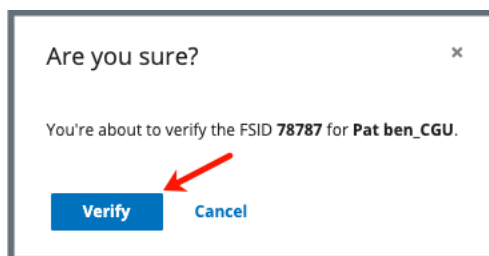 Are you sure?
×
You're about to verify the FSID 78787 for Pat ben_CGU.
Verify Cancel